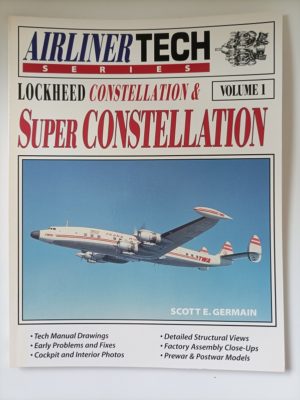 AIRLINER TECH
SERIES
LOCKHEED CONSTELLATION &
VOLUME 1
SUPER CONSTELLATION
TWA
SCOTT E. GERMAIN
• Tech Manual Drawings
• Early Problems and Fixes
• Cockpit and Interior Photos
• Detailed Structural Views
• Factory Assembly Close-Ups
• Prewar & Postwar Models